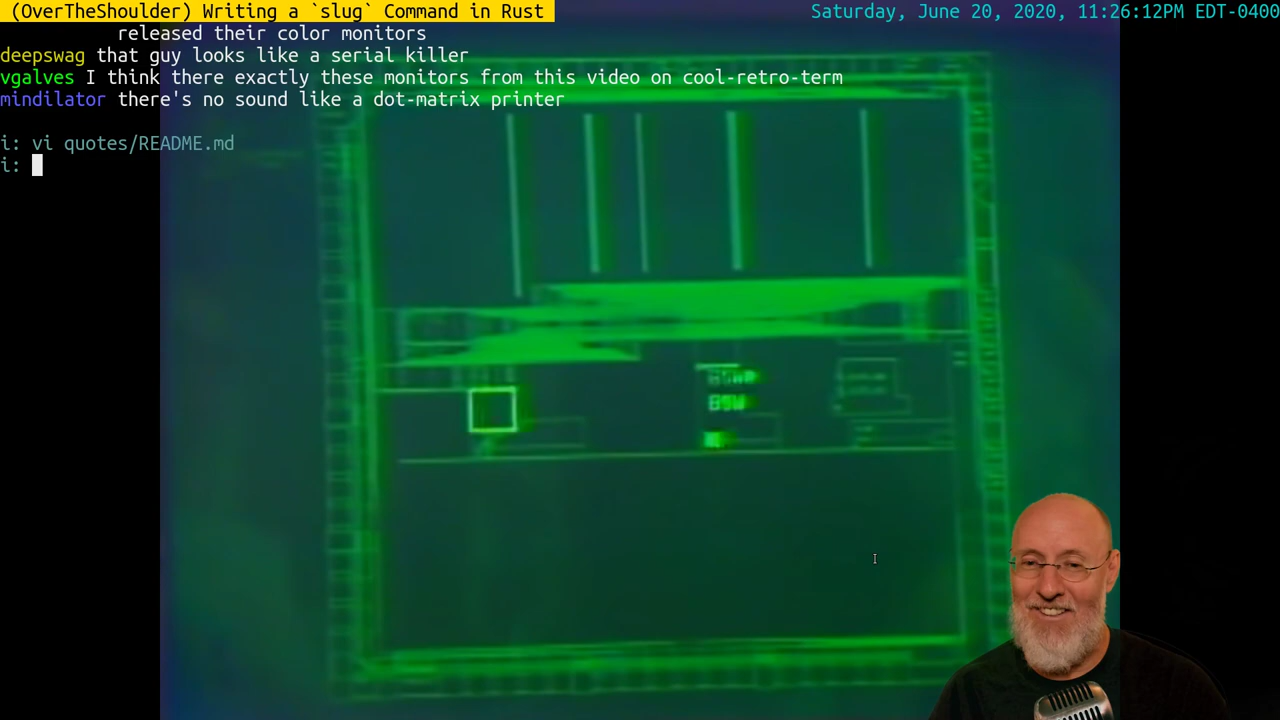 (OverTheShoulder) Writing a `slug` Command in Rust
Saturday, June 20, 2020, 11:26:12PM EDT-0400
released their color monitors
deepswag that guy looks like a serial killer
vgalves I think there exactly these monitors from this video on cool-retro-term
mindilator there's no sound like a dot-matrix printer
i: vi quotes/README.md
i: